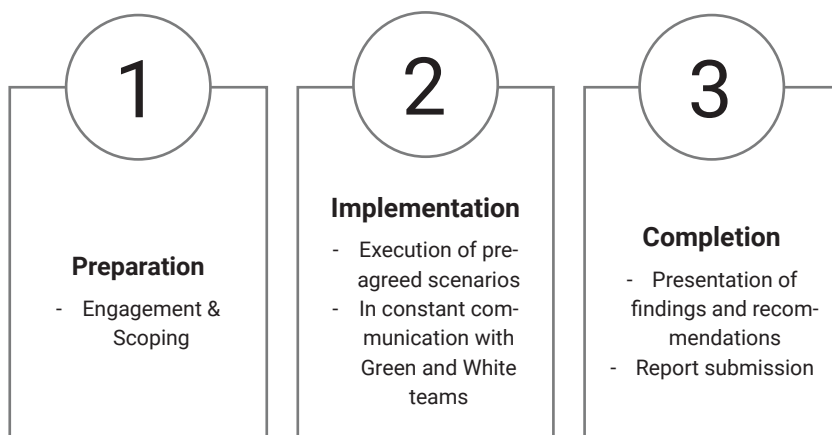 1
Preparation
- Engagement &
Scoping
2
Implementation
- Execution of pre-
agreed scenarios
- In constant com-
munication with
Green and White
teams
3
Completion
- Presentation of
findings and recom-
mendations
- Report submission